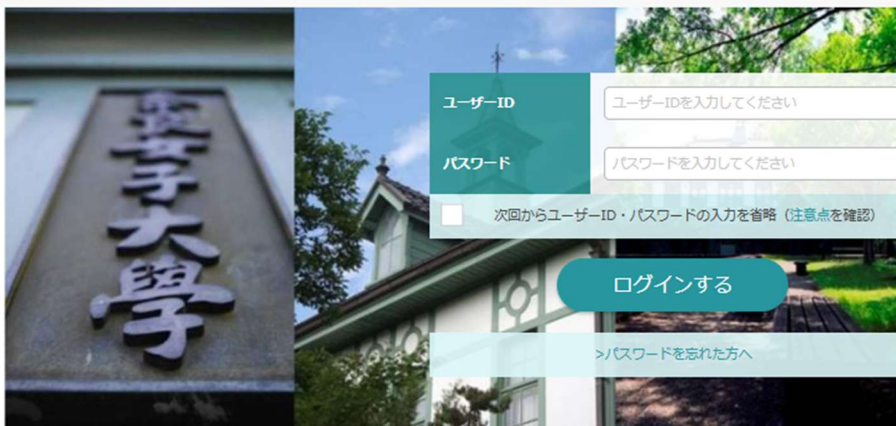 奈良女子大學
ユーザーID
ユーザーIDを入力してください
パスワード
パスワードを入力してください
次回からユーザーID・パスワードの入力を省略（注意点を確認）
ログインする
>パスワードを忘れた方へ